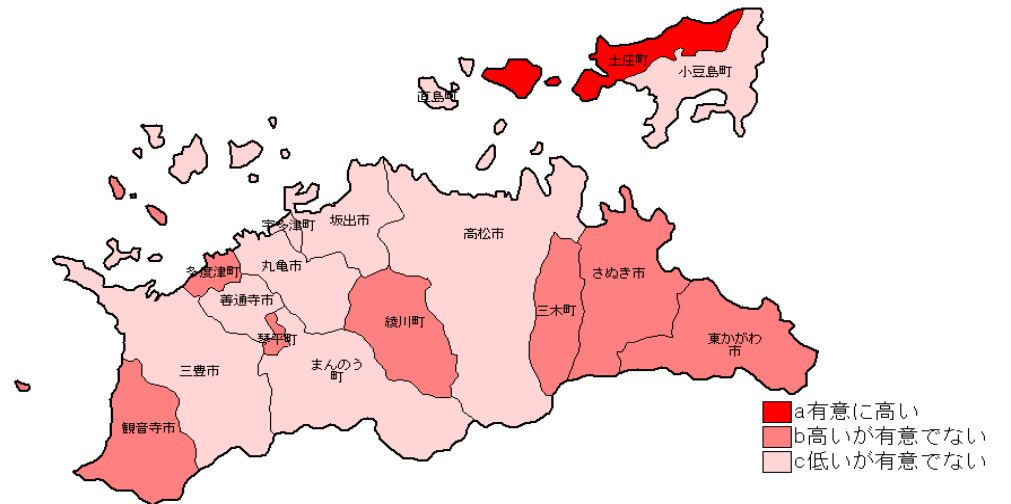 土庄町
小豆島町
直島町
宇多津町
坂出市
高松市
多度津町
丸亀市
さぬき市
善通寺市
綾川町
三木町
琴平町
東かがわ
市
三豊市
まんのう
町
観音寺市
a有意に高い
b高いが有意でない
c低いが有意でない